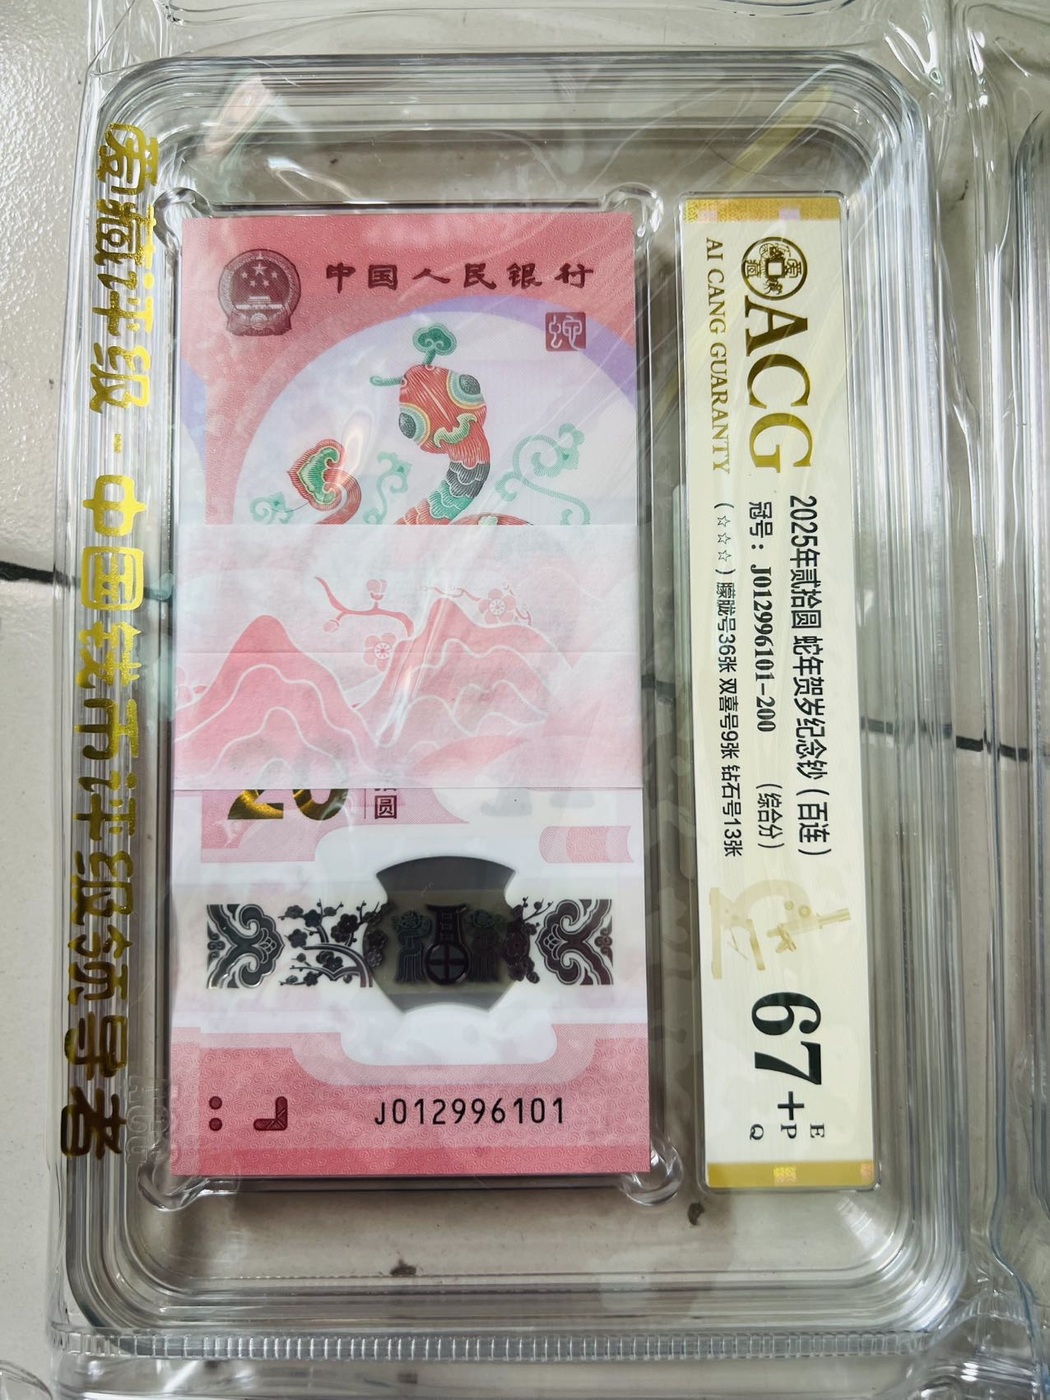 爱藏评级-中国钱币评级领导者
中国人民银行
蛇
20
圆
J012996101
ACG
AI CANG GUARANTY
2025年贰拾圆 蛇年贺岁纪念钞（百连）
冠号：J012996101-200 （综合分）
（☆☆☆）朦胧号36张 双喜号9张 钻石号13张
67+
E
P
Q